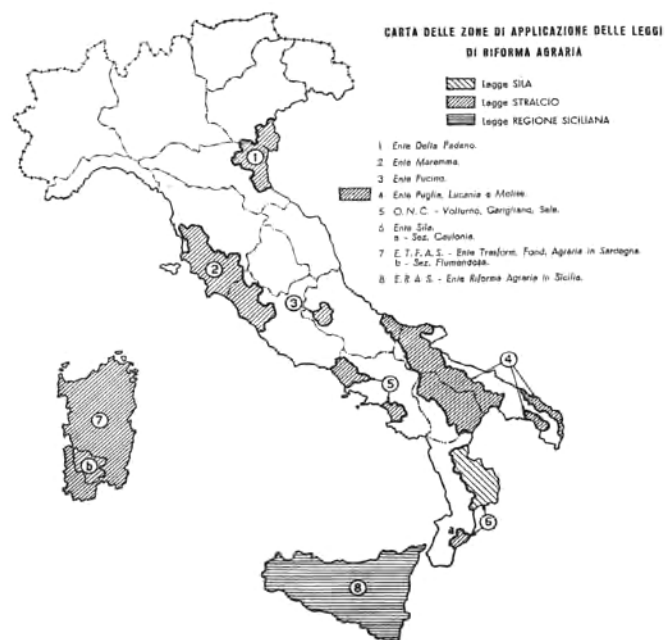 CARTA DELLE ZONE DI APPLICAZIONE DELLE LEGGI
DI RIFORMA AGRARIA
Legge SILA
Legge STRALCIO
Legge REGIONE SICILIANA
1 Ente Delta Padano.
2 Ente Maremma.
3 Ente Fucino.
4 Ente Puglia, Lucania e Molise.
5 O.N.C. - Volturno, Garigliano, Sele.
6 Ente Sila.
a - Sez. Caulonia.
7 E.T.F.A.S. - Ente Trasform. Fond. Agraria in Sardegna.
b - Sez. Flumendosa.
8 E.R.A.S. - Ente Riforma Agraria in Sicilia.
1
2
3
4
5
7
b
a
6
8